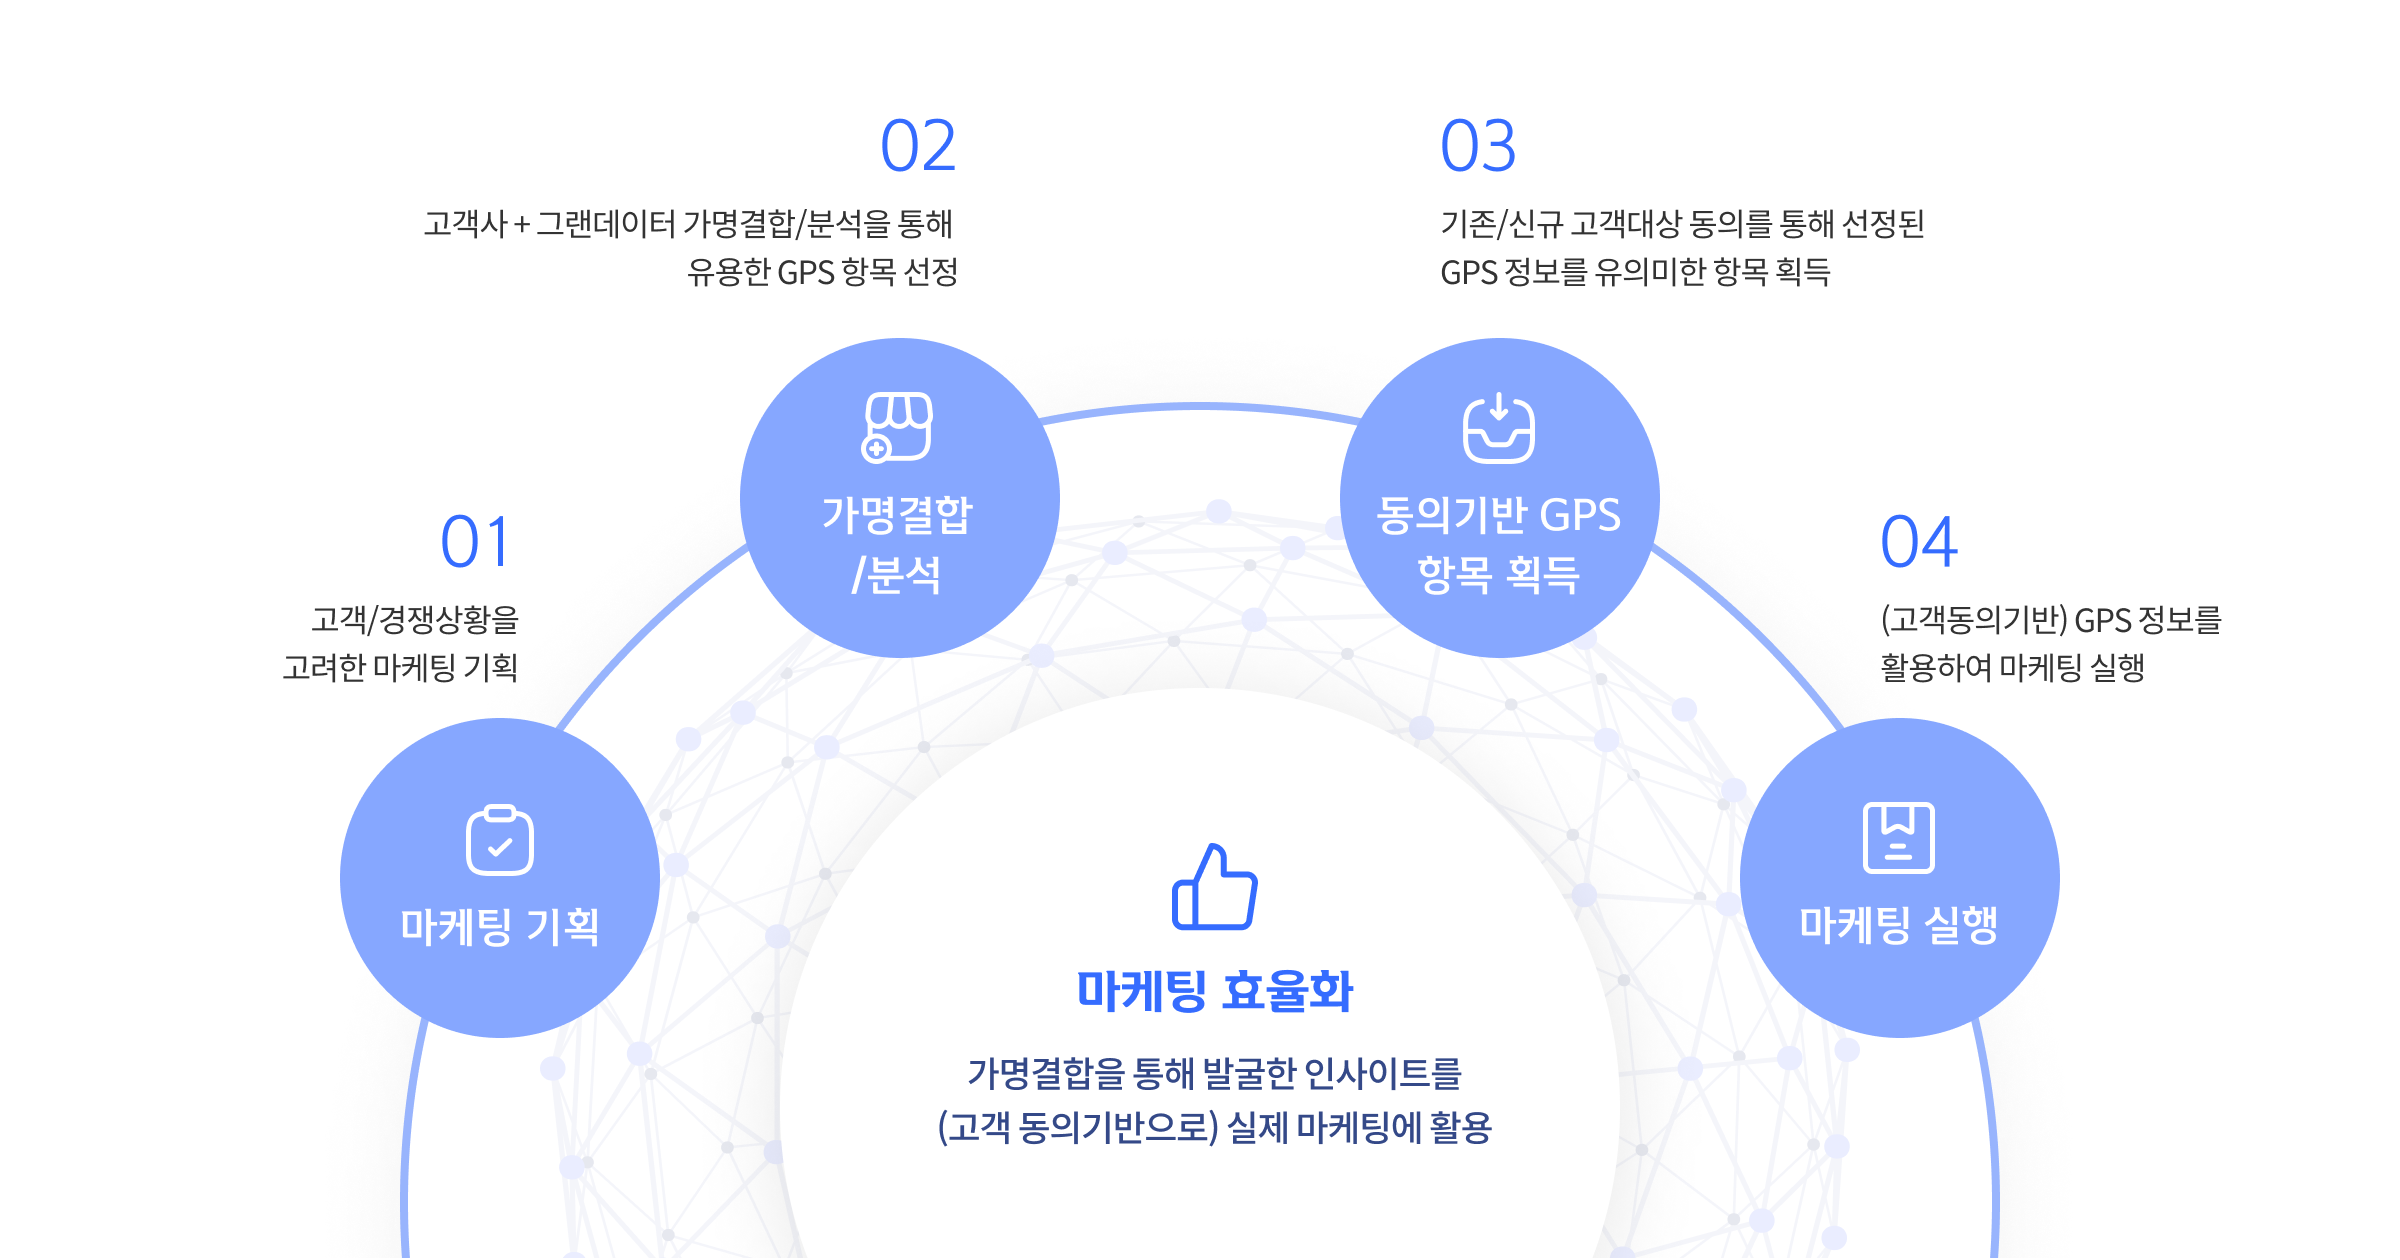 01
고객/경쟁상황을
고려한 마케팅 기획
마케팅 기획
02
고객사 + 그랜데이터 가명결합/분석을 통해
유용한 GPS 항목 선정
가명결합
/분석
03
기존/신규 고객대상 동의를 통해 선정된
GPS 정보를 유의미한 항목 획득
동의기반 GPS
항목 획득
04
(고객동의기반) GPS 정보를
활용하여 마케팅 실행
마케팅 실행
마케팅 효율화
가명결합을 통해 발굴한 인사이트를
(고객 동의기반으로) 실제 마케팅에 활용